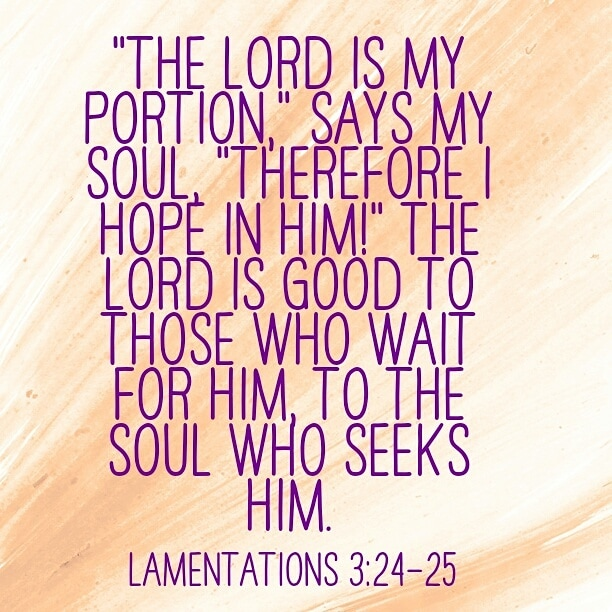 "THE LORD IS MY
PORTION," SAYS MY
SOUL, "THEREFORE I
HOPE IN HIM!" THE
LORD IS GOOD TO
THOSE WHO WAIT
FOR HIM, TO THE
SOUL WHO SEEKS
HIM.
LAMENTATIONS 3:24-25